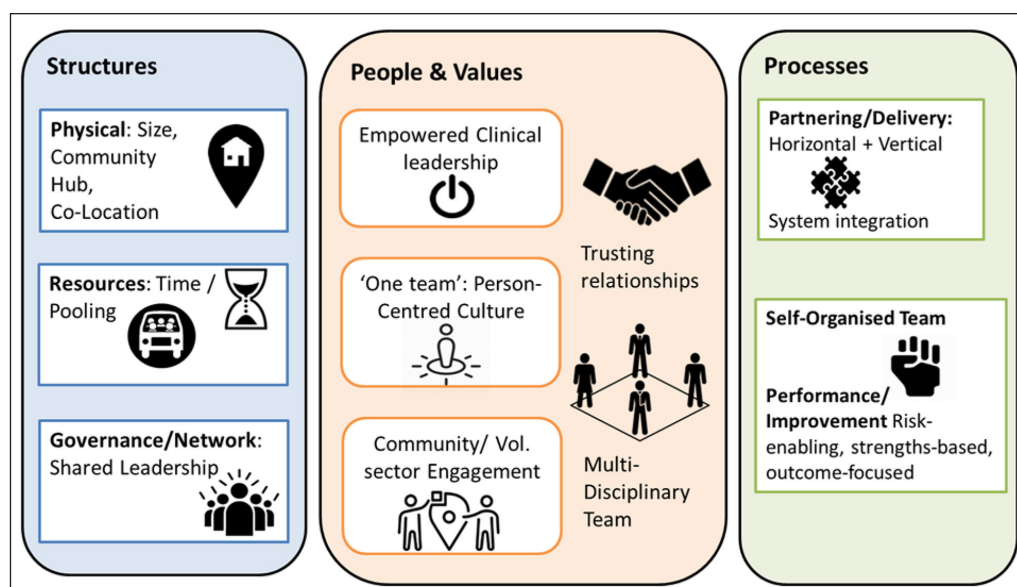 Structures
Physical: Size,
Community
Hub,
Co-Location
Resources: Time /
Pooling
Governance/Network:
Shared Leadership
People & Values
Empowered Clinical
leadership
‘One team’: Person-
Centred Culture
Community/ Vol.
sector Engagement
Trusting
relationships
Multi-
Disciplinary
Team
Processes
Partnering/Delivery:
Horizontal + Vertical
System integration
Self-Organised Team
Performance/
Improvement Risk-
enabling, strengths-based,
outcome-focused